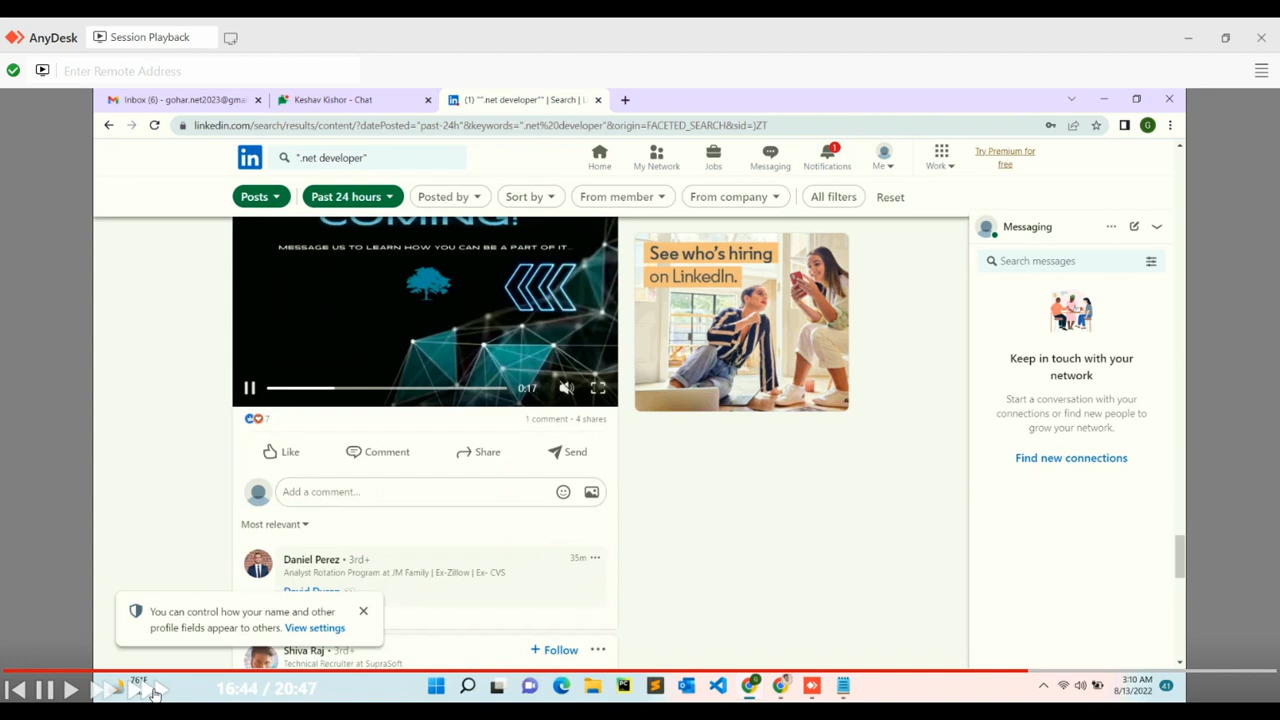 AnyDesk
Session Playback
Enter Remote Address
Inbox (6) - gohar.net2023@gmai
Keshav Kishor - Chat
(1) "".net developer"" | Search | L
linkedin.com/search/results/content/?datePosted="past-24h"&keywords=".net%20developer"&origin=FACETED_SEARCH&sid=)ZT
G
in
".net developer"
Home
My Network
Jobs
Messaging
1
Notifications
Me
Work
Try Premium for
free
Posts
Past 24 hours
Posted by
Sort by
From member
From company
All filters
Reset
COMING!
MESSAGE US TO LEARN HOW YOU CAN BE A PART OF IT...
0:17
See who's hiring
on LinkedIn.
Messaging
Search messages
Keep in touch with your
network
Start a conversation with your
connections or find new people to
grow your network.
Find new connections
7
1 comment • 4 shares
Like
Comment
Share
Send
Add a comment...
Most relevant
Daniel Perez • 3rd+
35m
Analyst Rotation Program at JM Family | Ex-Zillow | Ex- CVS
You can control how your name and other
profile fields appear to others. View settings
Shiva Raj • 3rd+
+ Follow
Technical Recruiter at SupraSoft
76°F
16:44 / 20:47
3:10 AM
8/13/2022
41